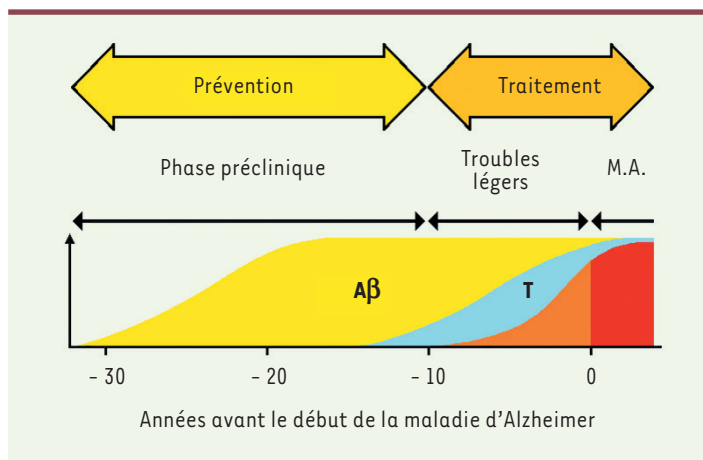 Prévention
Traitement
Phase préclinique
Troubles
légers
M.A.
Aβ
T
- 30
- 20
- 10
0
Années avant le début de la maladie d'Alzheimer